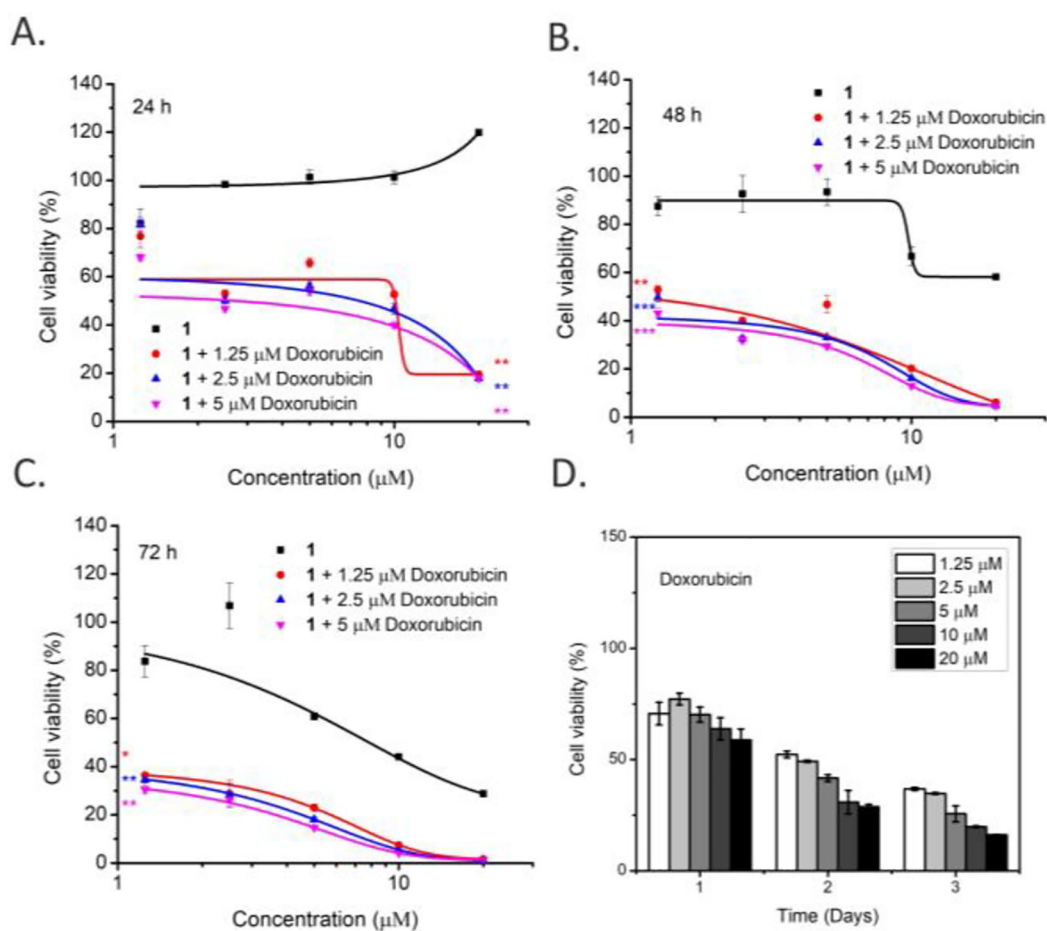 A.
140
120
100
80
60
40
20
0
Cell viability (%)
24 h
1
1 + 1.25 μM Doxorubicin
1 + 2.5 μM Doxorubicin
1 + 5 μM Doxorubicin
**
**
**
1
10
Concentration (μM)
B.
140
120
100
80
60
40
20
0
Cell viability (%)
48 h
1
1 + 1.25 μM Doxorubicin
1 + 2.5 μM Doxorubicin
1 + 5 μM Doxorubicin
**
***
***
1
10
Concentration (μM)
C.
140
120
100
80
60
40
20
0
Cell viability (%)
72 h
1
1 + 1.25 μM Doxorubicin
1 + 2.5 μM Doxorubicin
1 + 5 μM Doxorubicin
*
**
**
1
10
Concentration (μM)
D.
150
100
50
0
Cell viability (%)
Doxorubicin
1.25 μM
2.5 μM
5 μM
10 μM
20 μM
1
2
3
Time (Days)